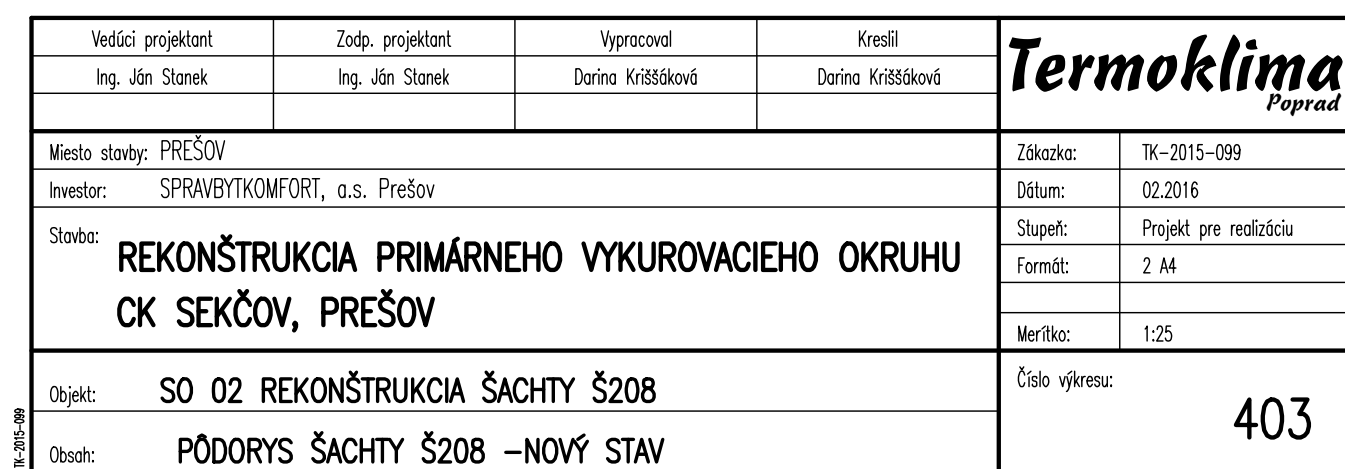 Vedúci projektant Zodp. projektant Vypracoval Kreslil
Ing. Ján Stanek Ing. Ján Stanek Darina Kriššáková Darina Kriššáková
Termoklima
Poprad
Miesto stavby: PREŠOV
Investor: SPRAVBYTKOMFORT, a.s. Prešov
Stavba: REKONŠTRUKCIA PRIMÁRNEHO VYKUROVACIEHO OKRUHU
CK SEKČOV, PREŠOV
Zákazka: TK-2015-099
Dátum: 02.2016
Stupeň: Projekt pre realizáciu
Formát: 2 A4
Merítko: 1:25
Objekt: SO 02 REKONŠTRUKCIA ŠACHTY Š208
Obsah: PÔDORYS ŠACHTY Š208 -NOVÝ STAV
Číslo výkresu:
403
TK-2015-099